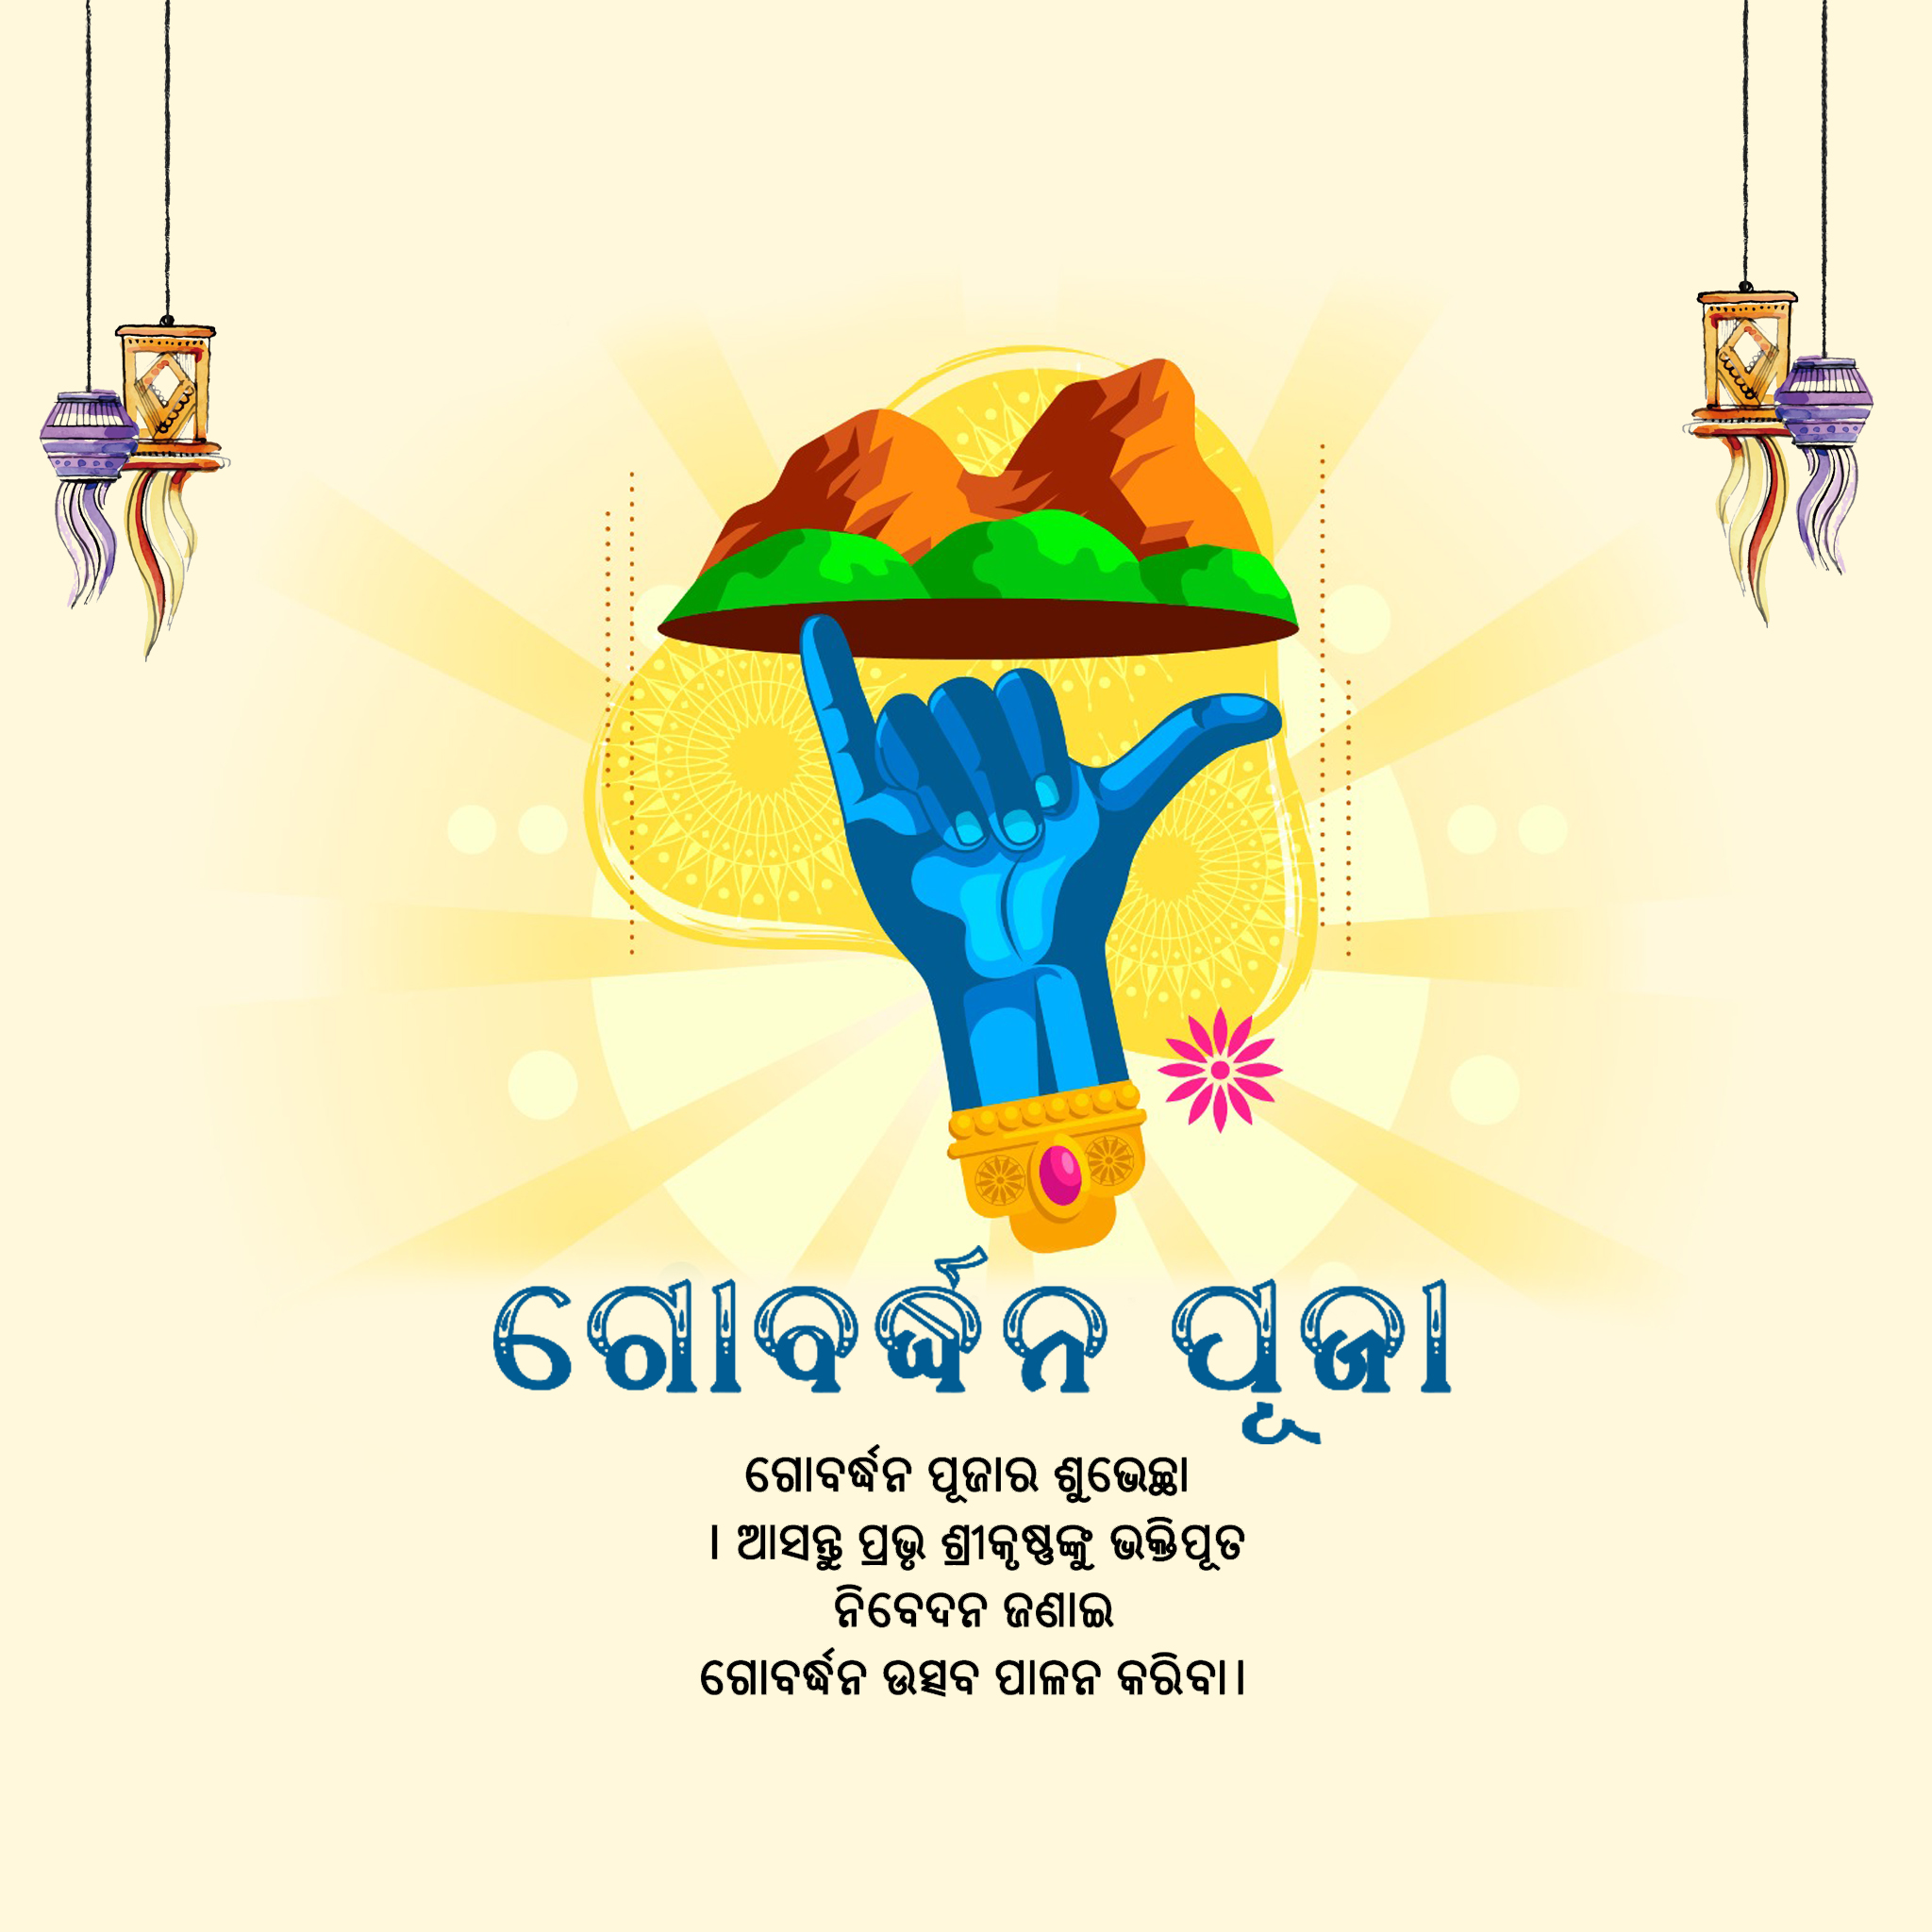 ଗୋବର୍ଦ୍ଧନ ପୂଜା
ଗୋବର୍ଦ୍ଧନ ପୂଜାର ଶୁଭେଚ୍ଛା
। ଆସନ୍ତୁ ପ୍ରଭୃ ଶ୍ରୀକୃଷ୍ଣଙ୍କୁ ଭକ୍ତିପୂତ
ନିବେଦନ ଜଣାଇ
ଗୋବର୍ଦ୍ଧନ ଉତ୍ସବ ପାଳନ କରିବା।